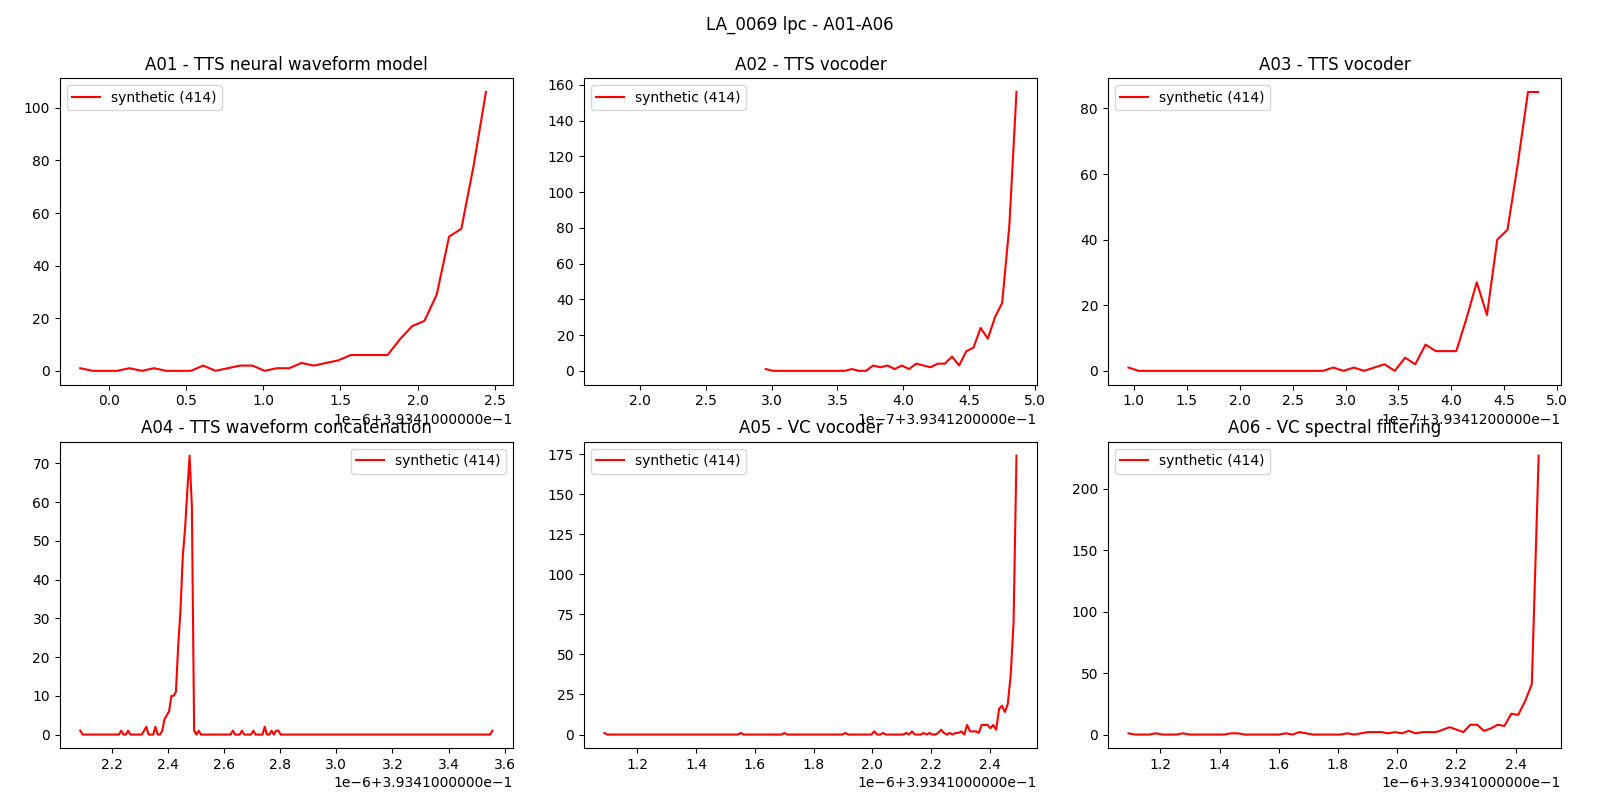 LA_0069 lpc - A01-A06
A01 - TTS neural waveform model
A02 - TTS vocoder
A03 - TTS vocoder
synthetic (414)
synthetic (414)
synthetic (414)
100
80
60
40
20
0
160
140
120
100
80
60
40
20
0
80
60
40
20
0
0.0 0.5 1.0 1.5 2.0 2.5
1e−6+3.9341000000e−1
2.0 2.5 3.0 3.5 4.0 4.5 5.0
1e−7+3.9341200000e−1
1.0 1.5 2.0 2.5 3.0 3.5 4.0 4.5 5.0
1e−7+3.9341200000e−1
A04 - TTS waveform concatenation
A05 - VC vocoder
A06 - VC spectral filtering
synthetic (414)
synthetic (414)
synthetic (414)
70
60
50
40
30
20
10
0
175
150
125
100
75
50
25
0
200
150
100
50
0
2.2 2.4 2.6 2.8 3.0 3.2 3.4 3.6
1e−6+3.9341000000e−1
1.2 1.4 1.6 1.8 2.0 2.2 2.4
1e−6+3.9341000000e−1
1.2 1.4 1.6 1.8 2.0 2.2 2.4
1e−6+3.9341000000e−1